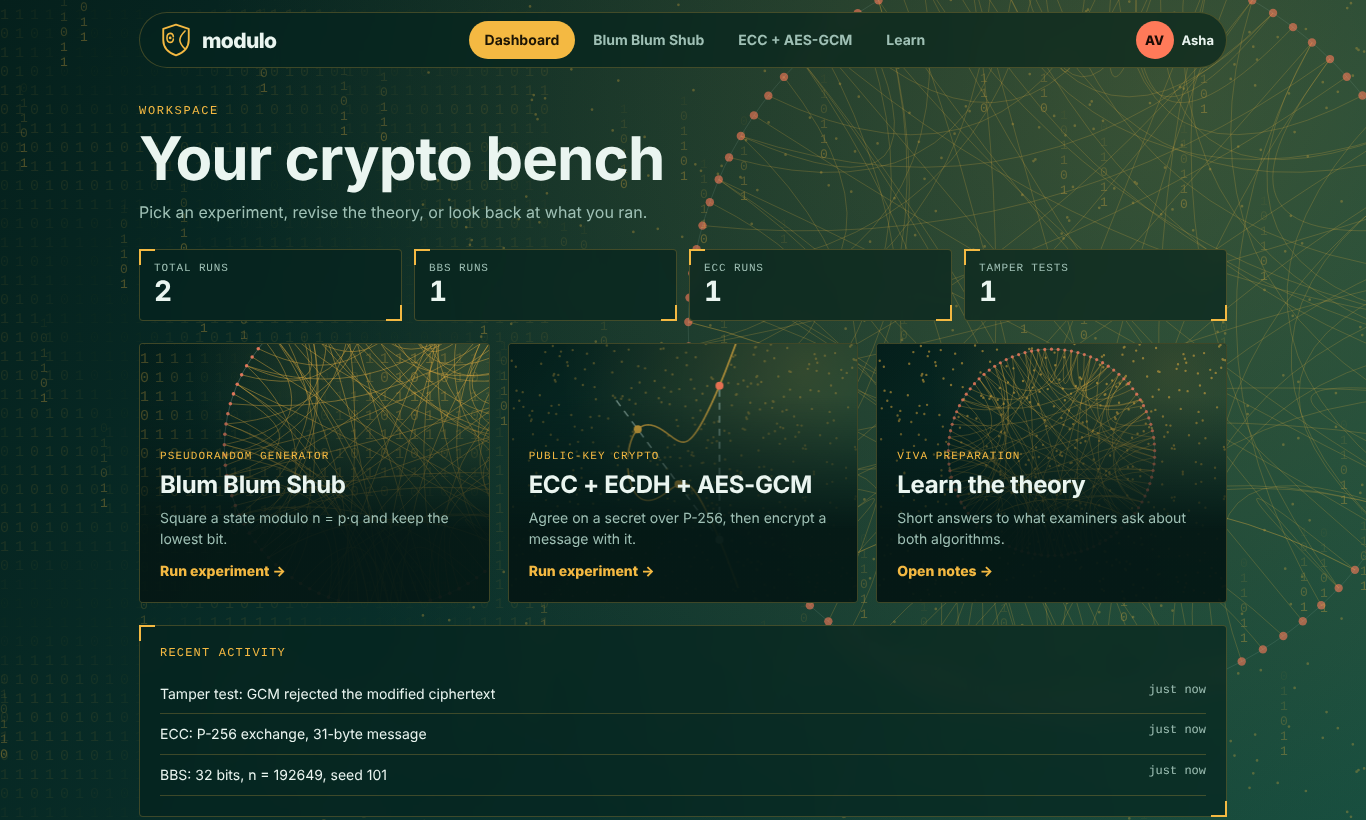 modulo
Dashboard
Blum Blum Shub
ECC + AES-GCM
Learn
AV
Asha
WORKSPACE
Your crypto bench
Pick an experiment, revise the theory, or look back at what you ran.
TOTAL RUNS
2
BBS RUNS
1
ECC RUNS
1
TAMPER TESTS
1
PSEUDORANDOM GENERATOR
Blum Blum Shub
Square a state modulo n = p·q and keep the
lowest bit.
Run experiment →
PUBLIC-KEY CRYPTO
ECC + ECDH + AES-GCM
Agree on a secret over P-256, then encrypt a
message with it.
Run experiment →
VIVA PREPARATION
Learn the theory
Short answers to what examiners ask about
both algorithms.
Open notes →
RECENT ACTIVITY
Tamper test: GCM rejected the modified ciphertext
just now
ECC: P-256 exchange, 31-byte message
just now
BBS: 32 bits, n = 192649, seed 101
just now